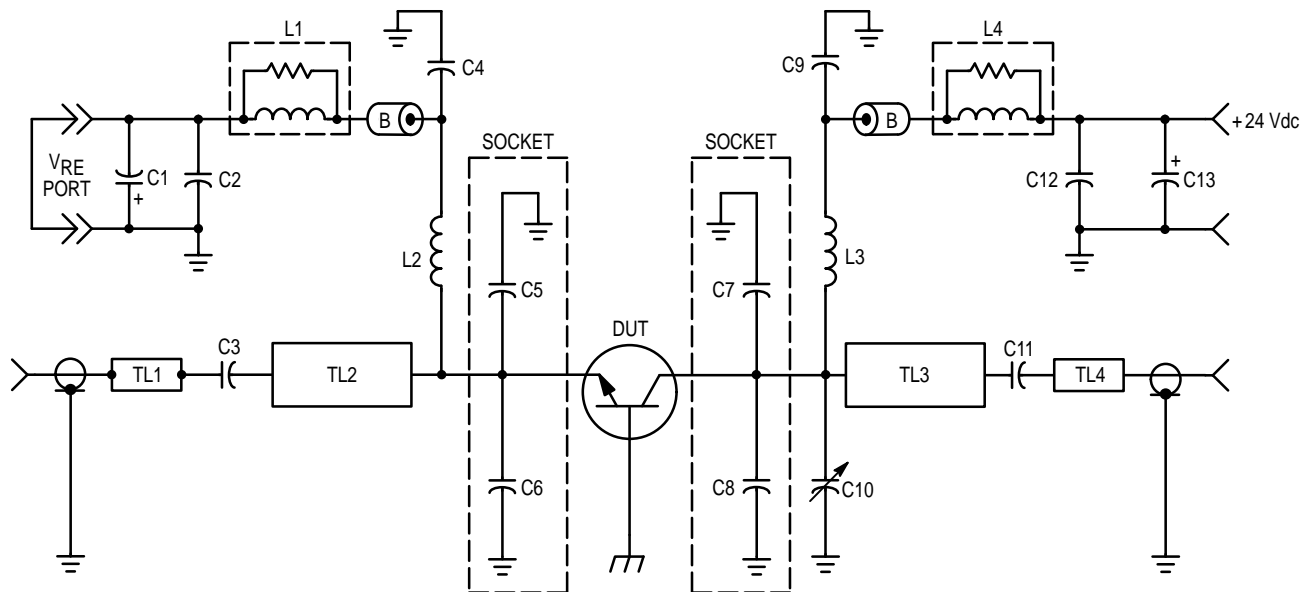 L1
C4
B
V_RE
PORT
C1
+
C2
L2
SOCKET
C5
C6
C3
TL1
TL2
DUT
SOCKET
C7
C8
C9
L4
B
+24 Vdc
C12
+
C13
L3
C10
TL3
C11
TL4